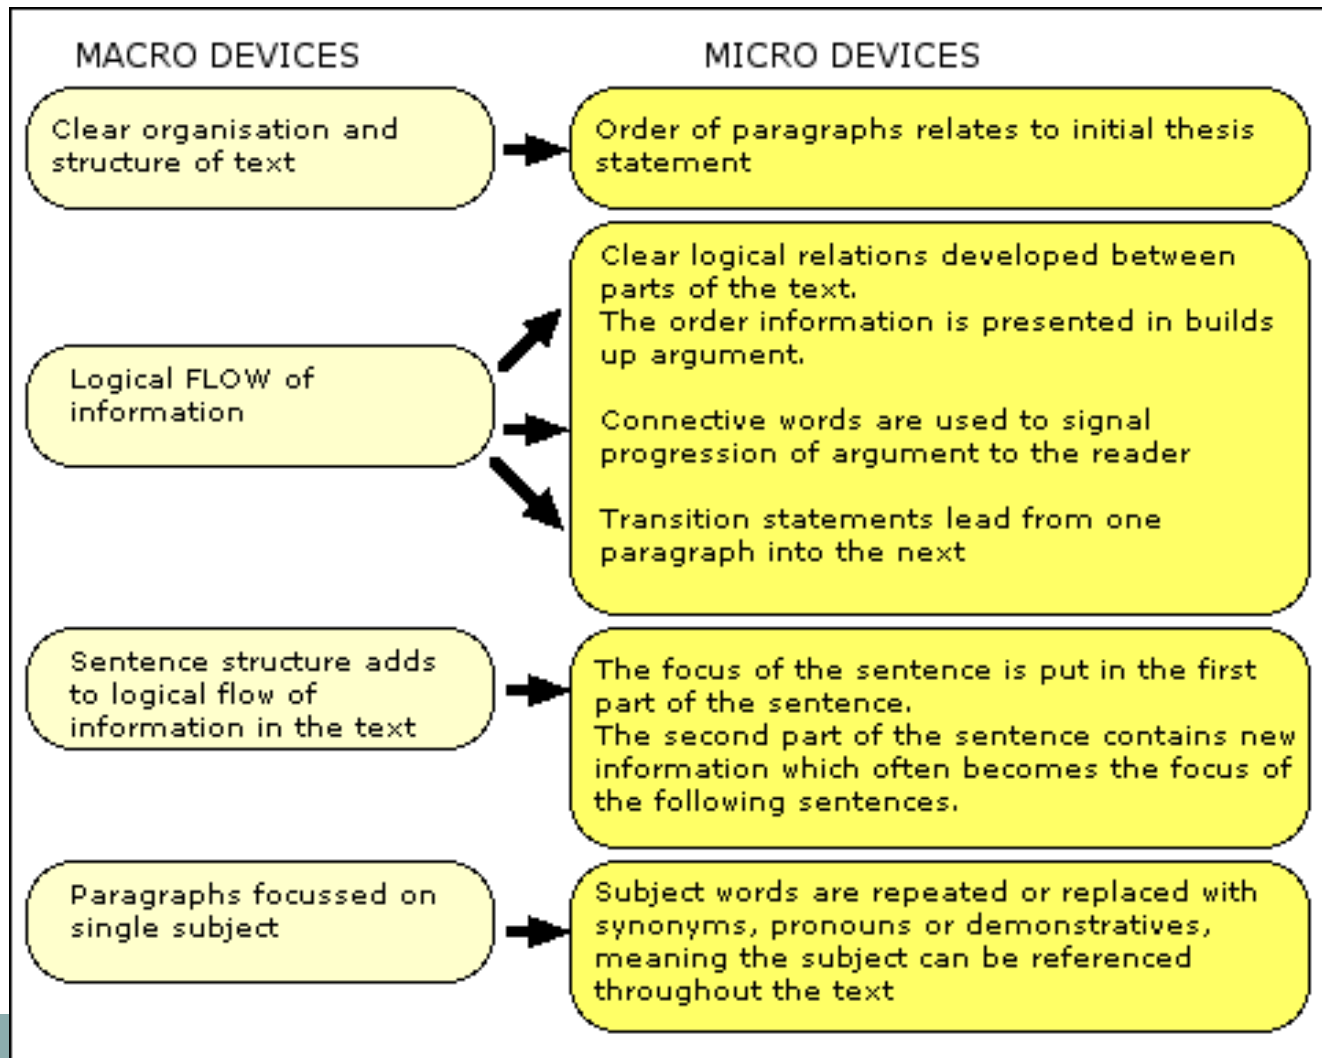 MACRO DEVICES
MICRO DEVICES
Clear organisation and
structure of text
Order of paragraphs relates to initial thesis
statement
Logical FLOW of
information
Clear logical relations developed between
parts of the text.
The order information is presented in builds
up argument.
Connective words are used to signal
progression of argument to the reader
Transition statements lead from one
paragraph into the next
Sentence structure adds
to logical flow of
information in the text
The focus of the sentence is put in the first
part of the sentence.
The second part of the sentence contains new
information which often becomes the focus of
the following sentences.
Paragraphs focussed on
single subject
Subject words are repeated or replaced with
synonyms, pronouns or demonstratives,
meaning the subject can be referenced
throughout the text